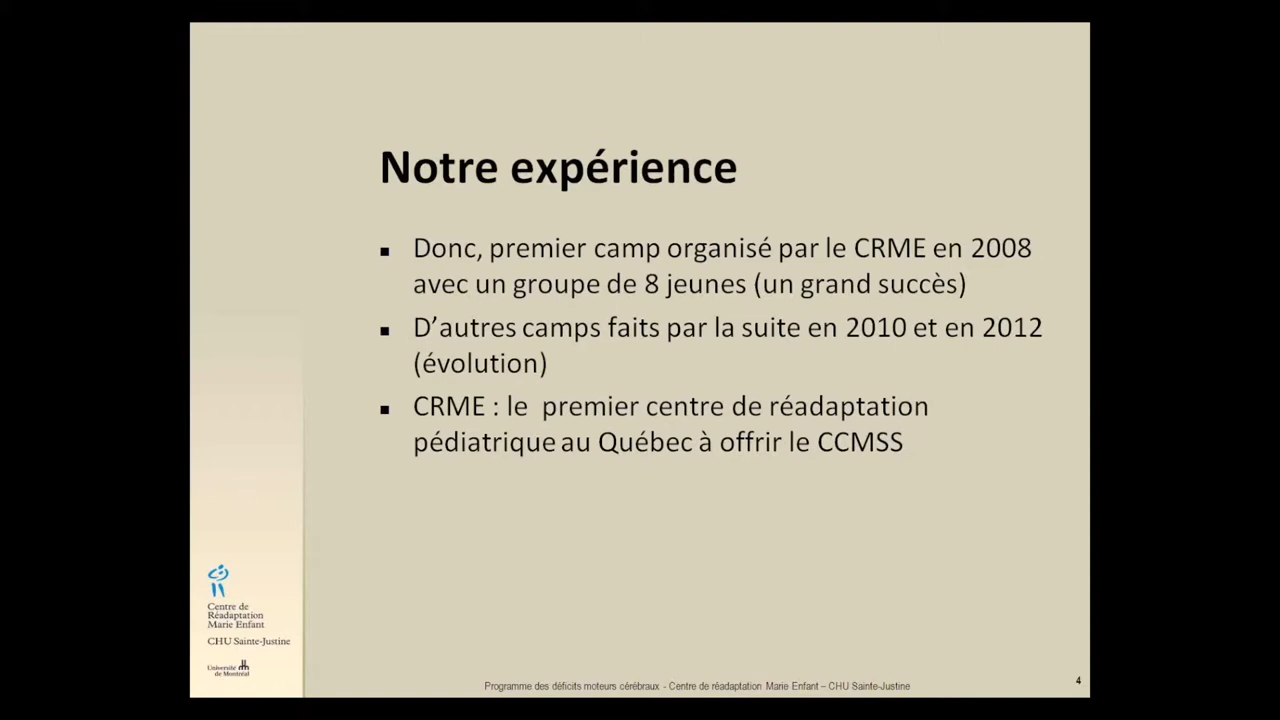 Notre expérience
▪ Donc, premier camp organisé par le CRME en 2008
avec un groupe de 8 jeunes (un grand succès)
▪ D’autres camps faits par la suite en 2010 et en 2012
(évolution)
▪ CRME : le  premier centre de réadaptation
pédiatrique au Québec à offrir le CCMSS
Centre de
Réadaptation
Marie Enfant
CHU Sainte-Justine
Université
de Montréal
Programme des déficits moteurs cérébraux - Centre de réadaptation Marie Enfant – CHU Sainte-Justine
4